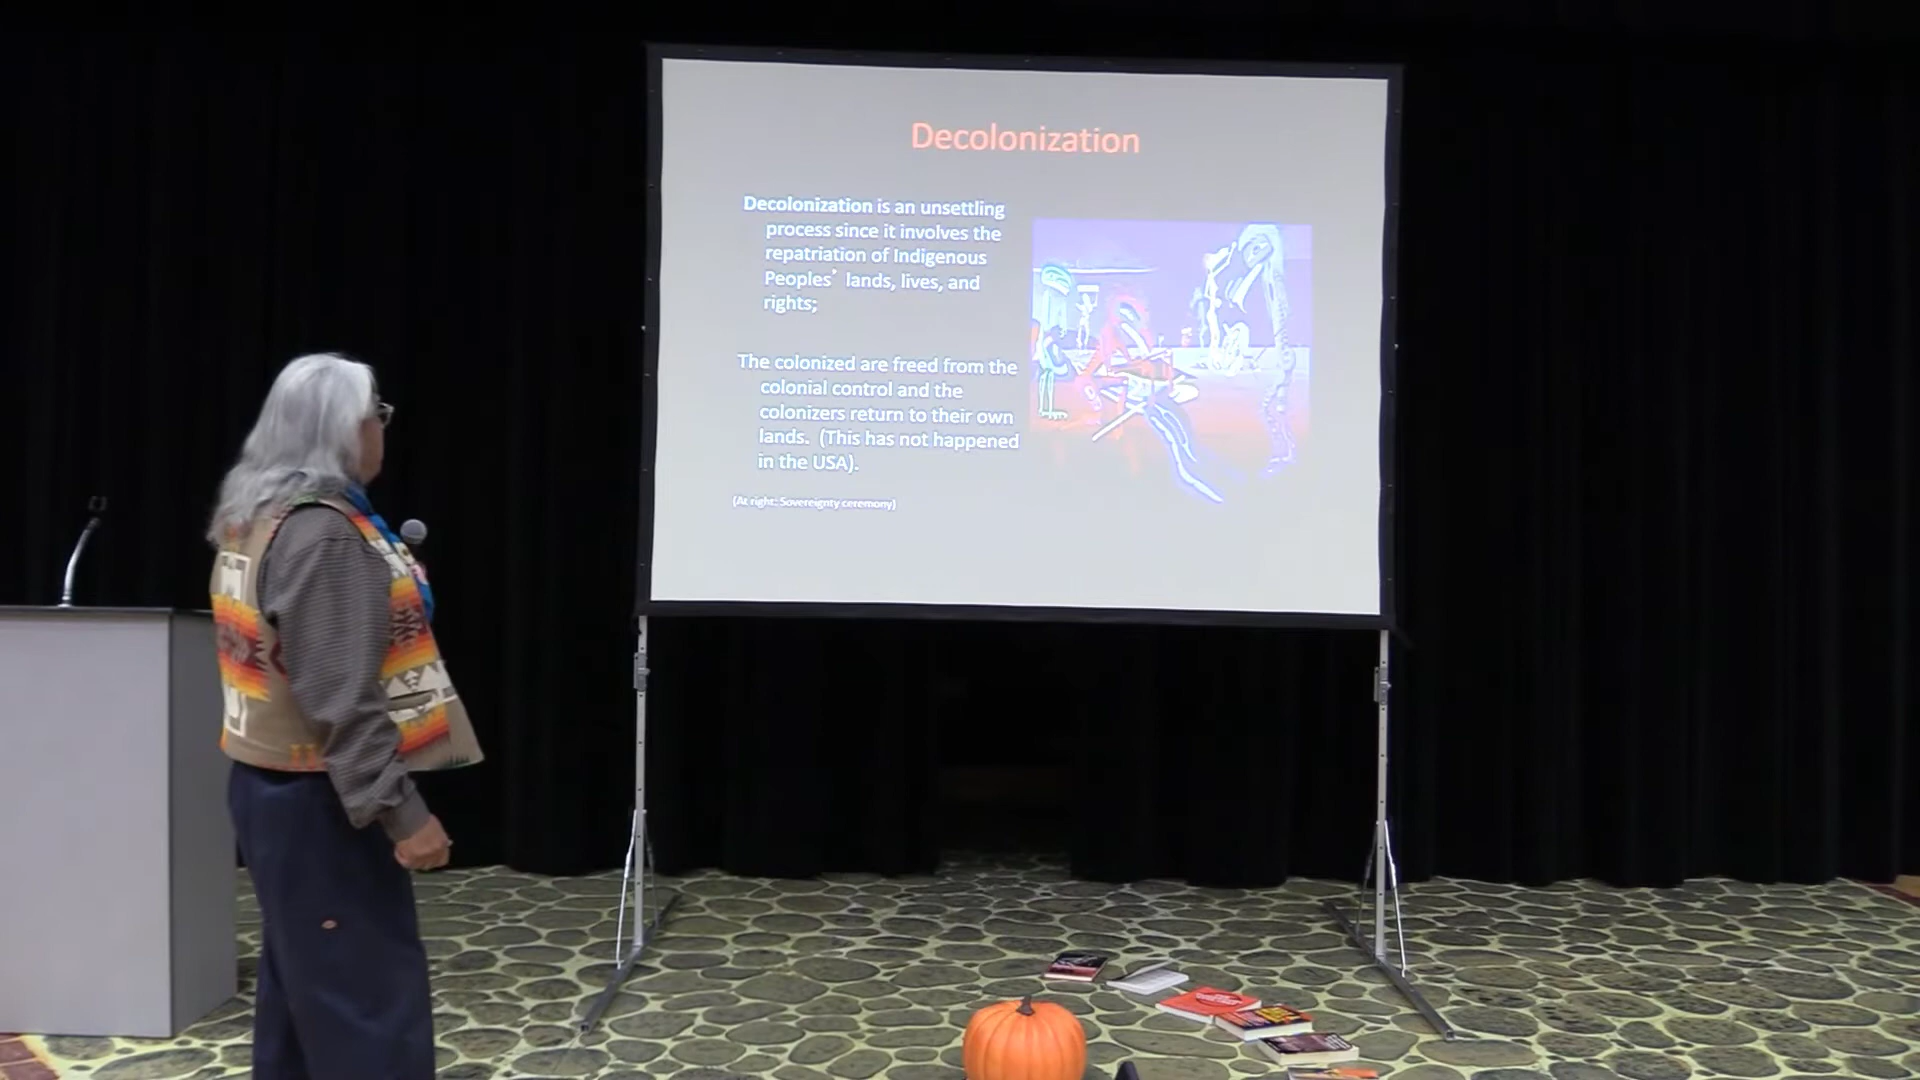 Decolonization
Decolonization is an unsettling
process since it involves the
repatriation of Indigenous
Peoples’ lands, lives, and
rights;
The colonized are freed from the
colonial control and the
colonizers return to their own
lands. (This has not happened
in the USA).
(At right: Sovereignty ceremony)